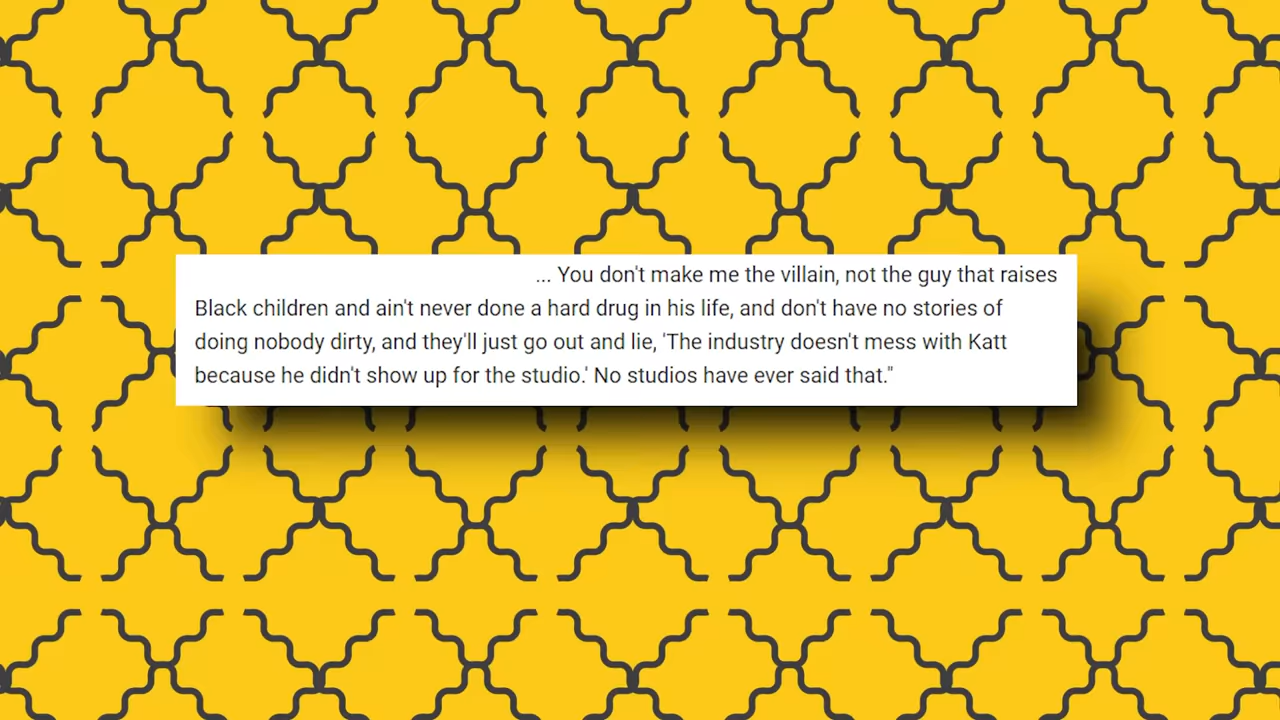 ... You don't make me the villain, not the guy that raises
Black children and ain't never done a hard drug in his life, and don't have no stories of
doing nobody dirty, and they'll just go out and lie, 'The industry doesn't mess with Katt
because he didn't show up for the studio.' No studios have ever said that."